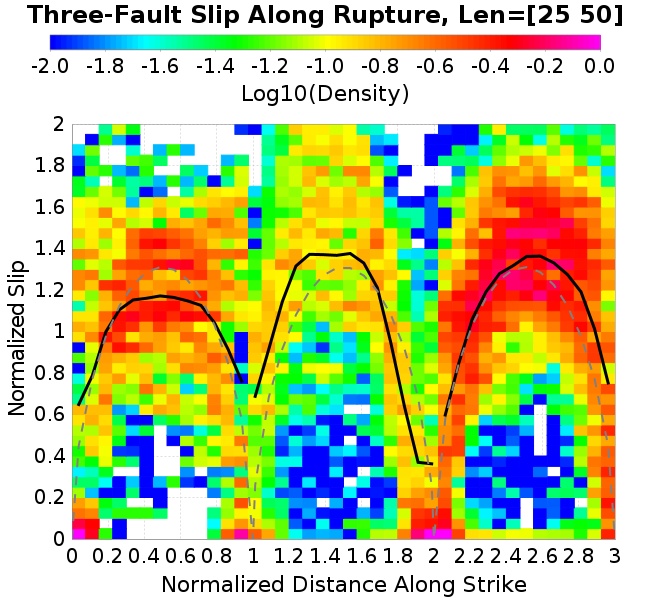 Three-Fault Slip Along Rupture, Len=[25 50]
-2.0 -1.8 -1.6 -1.4 -1.2 -1.0 -0.8 -0.6 -0.4 -0.2 0.0
Log10(Density)
Normalized Slip
2
1.8
1.6
1.4
1.2
1
0.8
0.6
0.4
0.2
0
0 0.2 0.4 0.6 0.8 1 1.2 1.4 1.6 1.8 2 2.2 2.4 2.6 2.8 3
Normalized Distance Along Strike